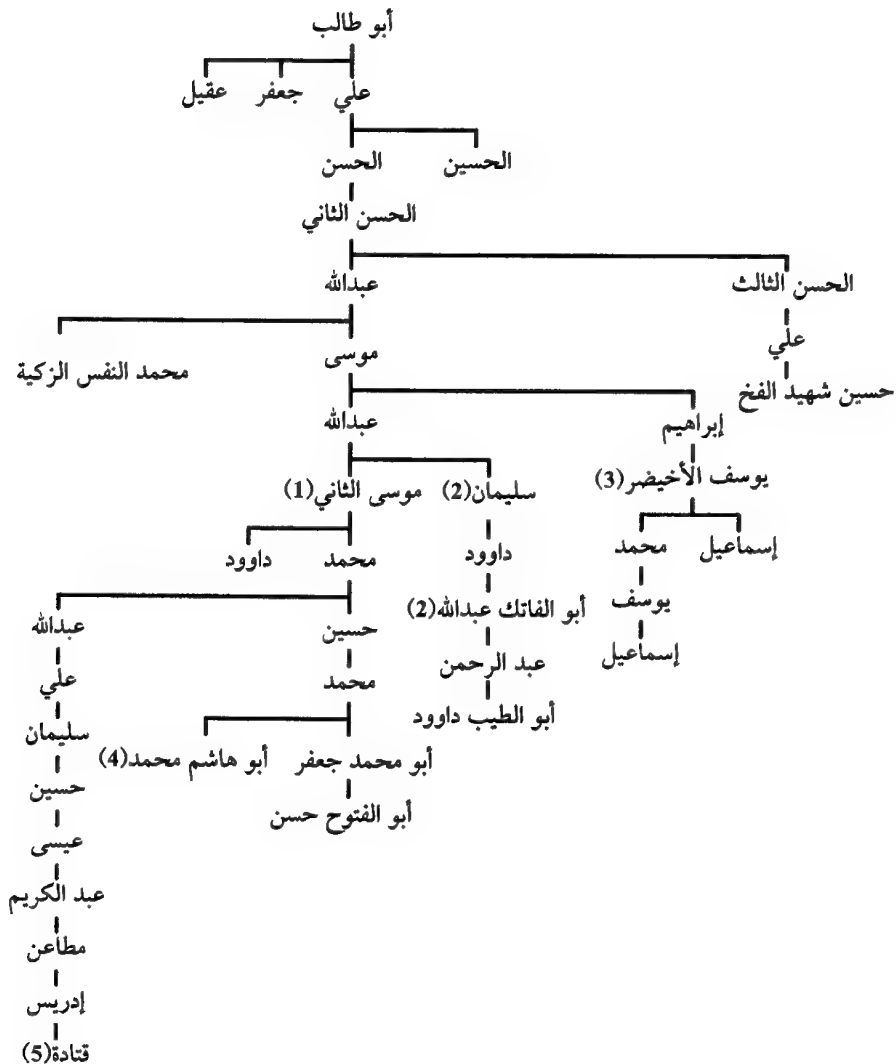 أبو طالب
علي جعفر عقيل
الحسين الحسن
الحسن الثاني
الحسن الثالث عبدالله
علي
موسى محمد النفس الزكية
حسين شهيد الفخ
إبراهيم عبدالله
يوسف الأخيضر(3) سليمان(2) موسى الثاني(1)
إسماعيل محمد داوود محمد داوود
يوسف أبو الفاتك عبدالله(2) حسين عبدالله
إسماعيل عبد الرحمن محمد علي
أبو الطيب داوود سليمان
أبو محمد جعفر أبو هاشم محمد(4)
حسين
أبو الفتوح حسن
عيسى
عبد الكريم
مطاعن
إدريس
قتادة(5)